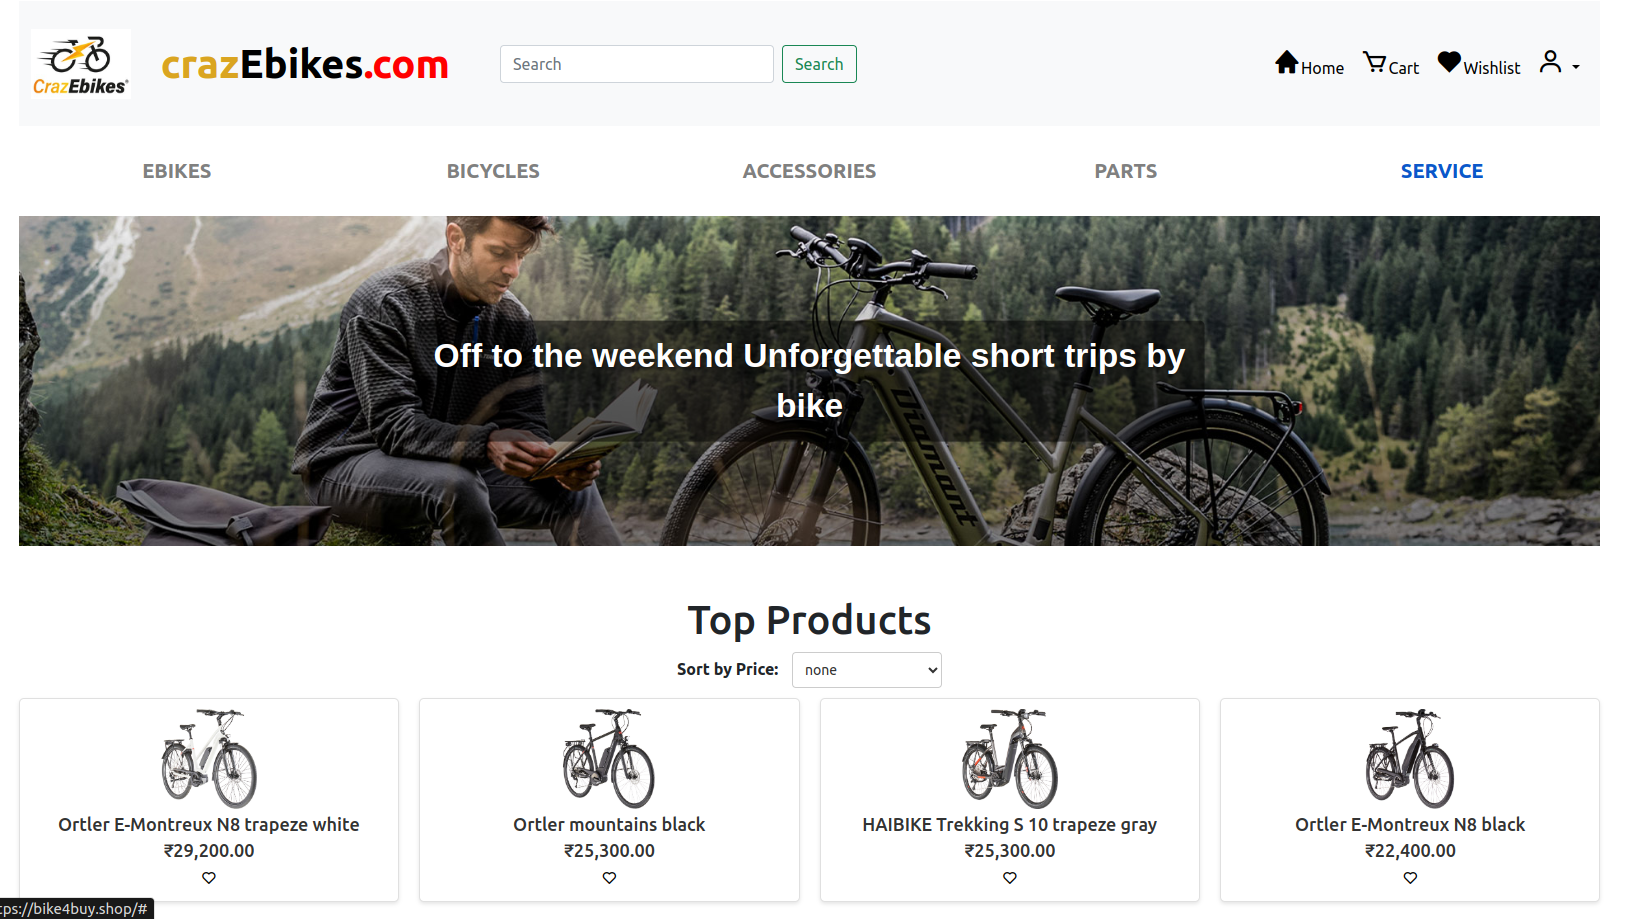 CrazEbikes®
crazEbikes.com
Search
Search
Home
Cart
Wishlist
EBIKES
BICYCLES
ACCESSORIES
PARTS
SERVICE
Off to the weekend Unforgettable short trips by
bike
Diamant
Top Products
Sort by Price:
none
Ortler E-Montreux N8 trapeze white
₹29,200.00
Ortler mountains black
₹25,300.00
HAIBIKE Trekking S 10 trapeze gray
₹25,300.00
Ortler E-Montreux N8 black
₹22,400.00
tps://bike4buy.shop/#